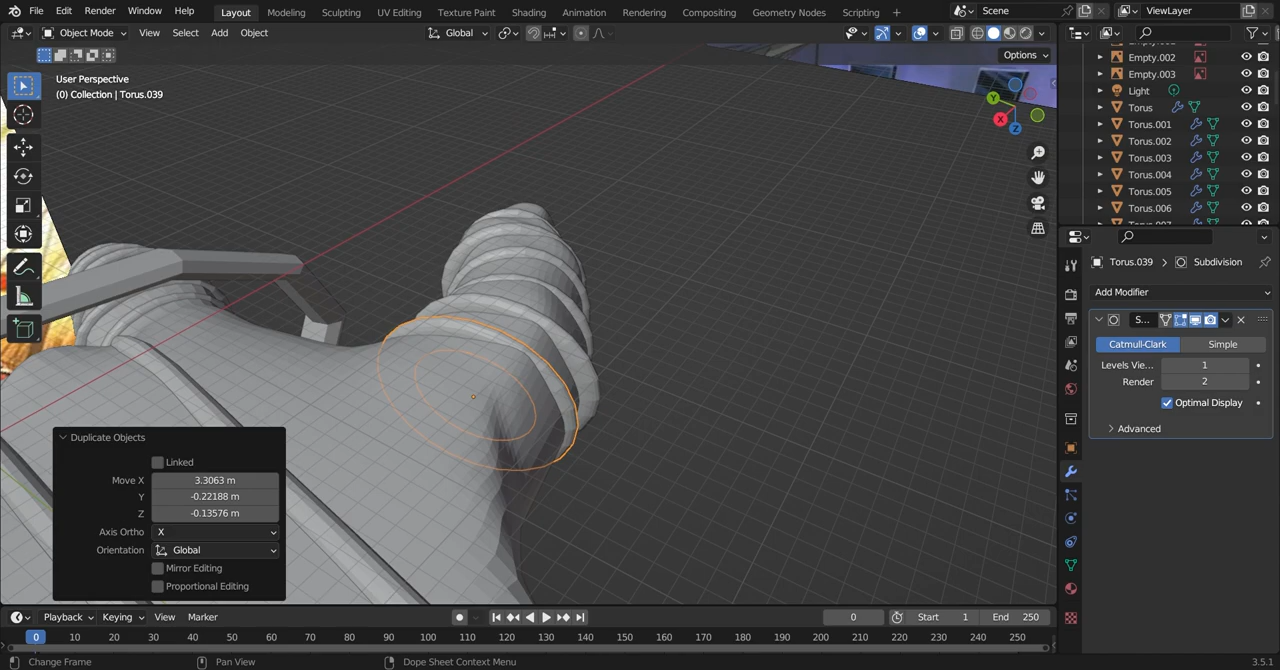 File Edit Render Window Help Layout Modeling Sculpting UV Editing Texture Paint Shading Animation Rendering Compositing Geometry Nodes Scripting + Scene ViewLayer
Object Mode View Select Add Object Global
Options
User Perspective
(0) Collection | Torus.039
Y
X
Z
Empty.002
Empty.003
Light
Torus
Torus.001
Torus.002
Torus.003
Torus.004
Torus.005
Torus.006
Torus.039 > Subdivision
Add Modifier
S...
Catmull-Clark Simple
Levels Vie... 1
Render 2
Optimal Display
Advanced
Duplicate Objects
Linked
Move X 3.3063 m
Y -0.22188 m
Z -0.13576 m
Axis Ortho X
Orientation Global
Mirror Editing
Proportional Editing
Playback Keying View Marker 0 Start 1 End 250
0 10 20 30 40 50 60 70 80 90 100 110 120 130 140 150 160 170 180 190 200 210 220 230 240 250
Change Frame Pan View Dope Sheet Context Menu 3.5.1